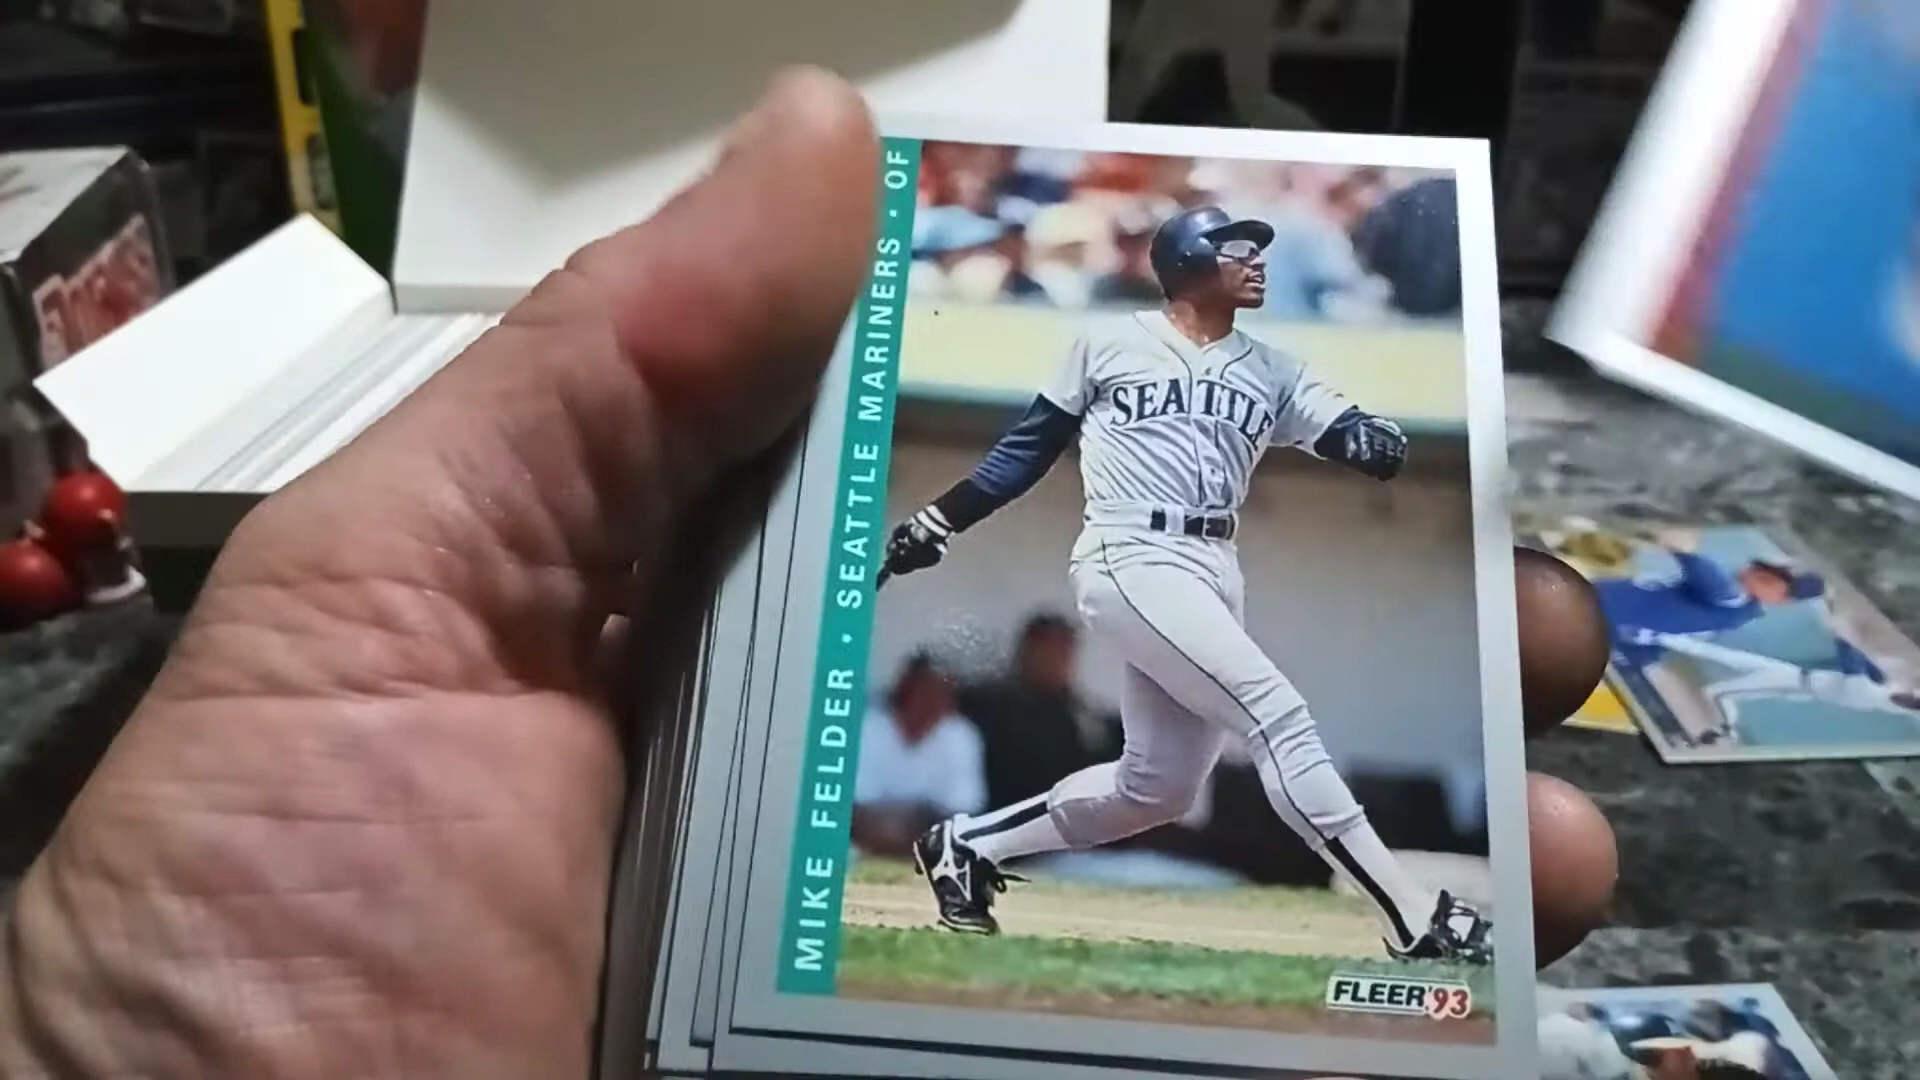 MIKE FELDER · SEATTLE MARINERS · OF
SEATTLE
FLEER '93